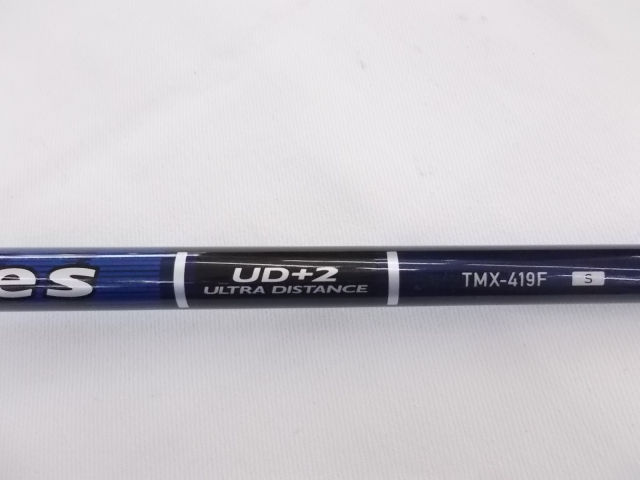 es
UD+2
ULTRA DISTANCE
TMX-419F S